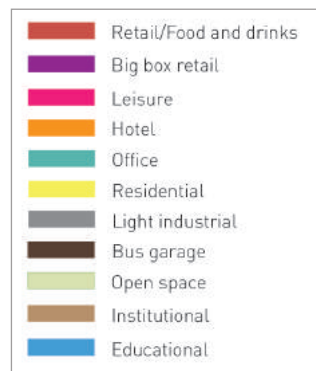 Retail/Food and drinks
Big box retail
Leisure
Hotel
Office
Residential
Light industrial
Bus garage
Open space
Institutional
Educational